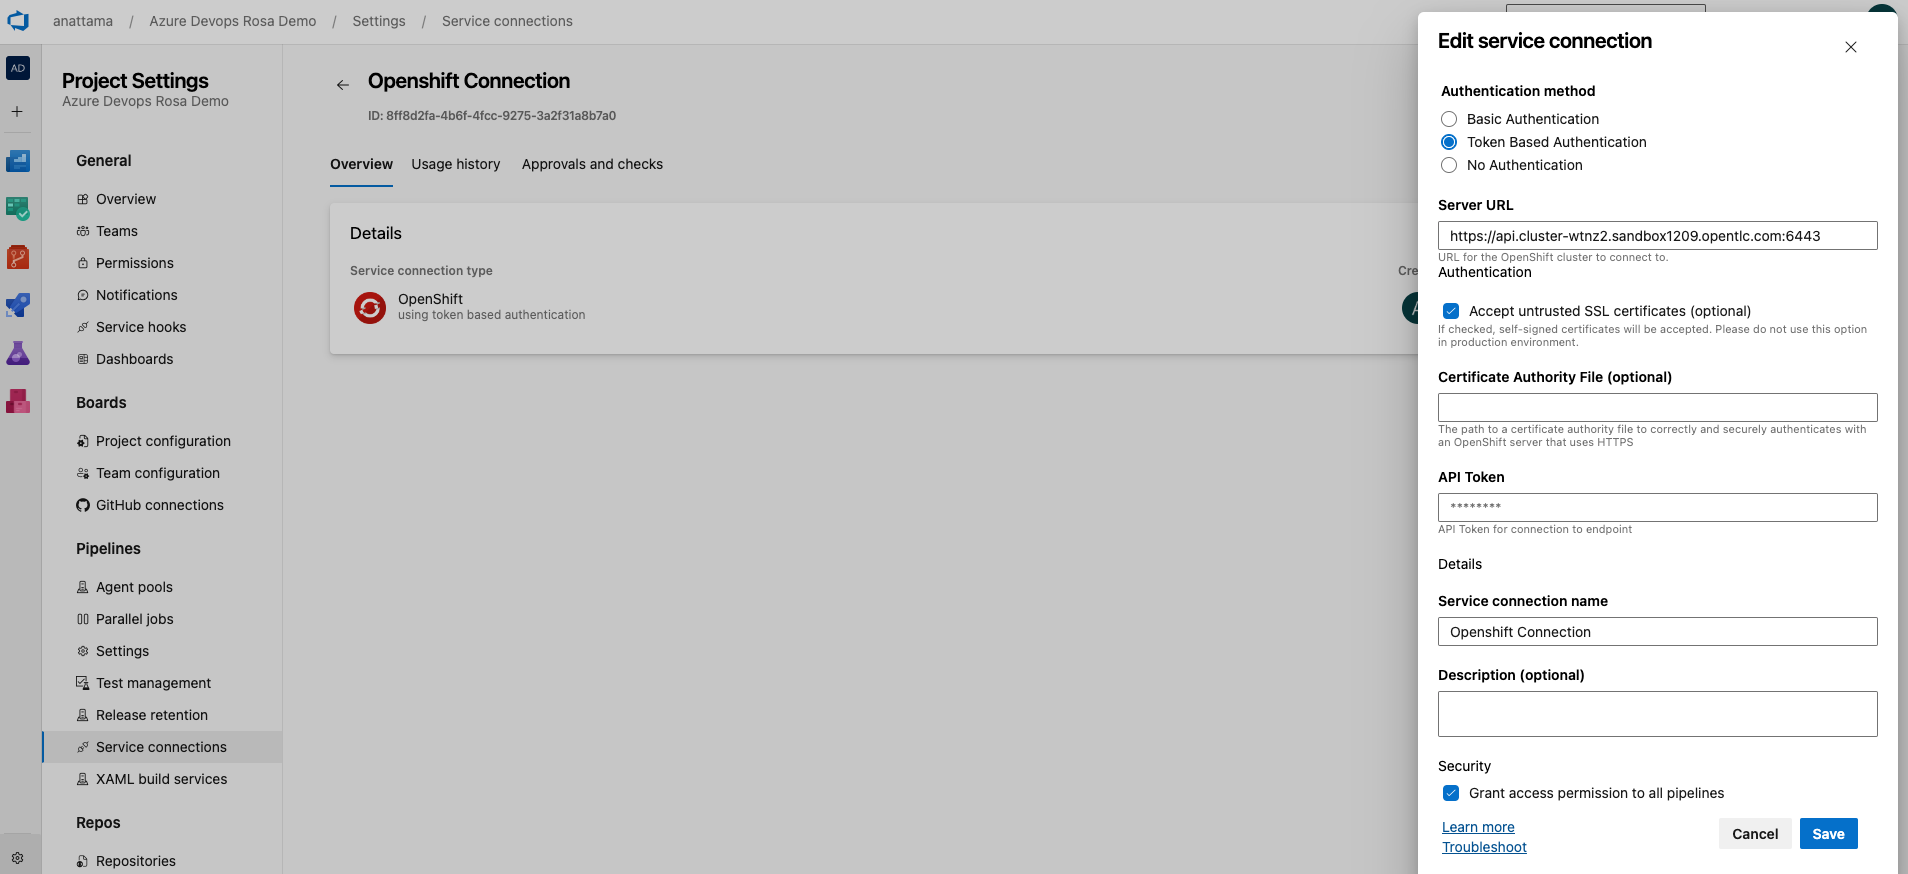 anattama / Azure Devops Rosa Demo / Settings / Service connections
AD
Project Settings
Azure Devops Rosa Demo
General
Overview
Teams
Permissions
Notifications
Service hooks
Dashboards
Boards
Project configuration
Team configuration
GitHub connections
Pipelines
Agent pools
Parallel jobs
Settings
Test management
Release retention
Service connections
XAML build services
Repos
Repositories
Openshift Connection
ID: 8ff8d2fa-4b6f-4fcc-9275-3a2f31a8b7a0
Overview Usage history Approvals and checks
Details
Service connection type
Cre
OpenShift
using token based authentication
A
Edit service connection
Authentication method
Basic Authentication
Token Based Authentication
No Authentication
Server URL
https://api.cluster-wtnz2.sandbox1209.opentlc.com:6443
URL for the OpenShift cluster to connect to.
Authentication
Accept untrusted SSL certificates (optional)
If checked, self-signed certificates will be accepted. Please do not use this option
in production environment.
Certificate Authority File (optional)
The path to a certificate authority file to correctly and securely authenticates with
an OpenShift server that uses HTTPS
API Token
********
API Token for connection to endpoint
Details
Service connection name
Openshift Connection
Description (optional)
Security
Grant access permission to all pipelines
Learn more
Troubleshoot
Cancel
Save